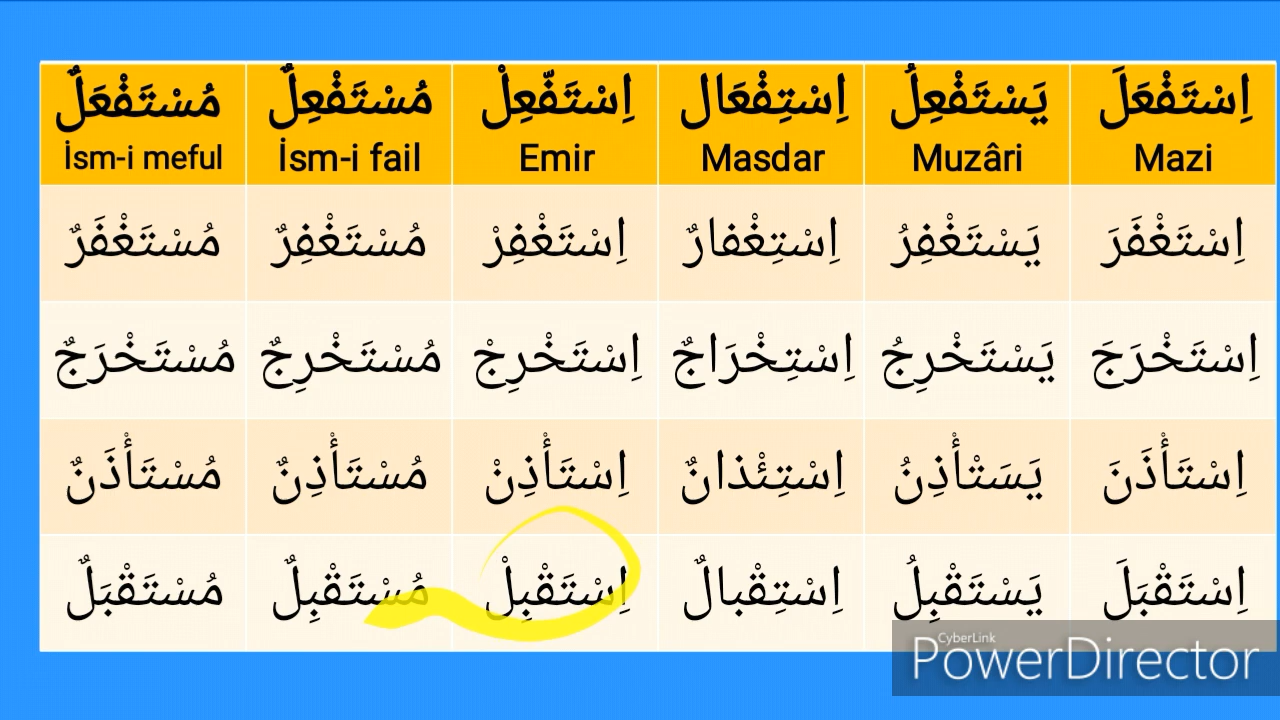 اِسْتَفْعَلَ يَسْتَفْعِلُ اِسْتِفْعَال اِسْتَفّعِلْ مُسْتَفْعِلٌ مُسْتَفْعَلٌ
Mazi Muzâri Masdar Emir İsm-i fail İsm-i meful
اِسْتَغْفَرَ يَسْتَغْفِرُ اِسْتِغْفارٌ اِسْتَغْفِرْ مُسْتَغْفِرٌ مُسْتَغْفَرٌ
اِسْتَخْرَجَ يَسْتَخْرِجُ اِسْتِخْرَاجٌ اِسْتَخْرِجْ مُسْتَخْرِجٌ مُسْتَخْرَجٌ
اِسْتَأْذَنَ يَسَتْأْذِنُ اِسْتِئْذانٌ اِسْتَأْذِنْ مُسْتَأْذِنٌ مُسْتَأْذَنٌ
اِسْتَقْبَلَ يَسْتَقْبِلُ اِسْتِقْبالٌ اِسْتَقْبِلْ مُسْتَقْبِلٌ مُسْتَقْبَلٌ
CyberLink
PowerDirector